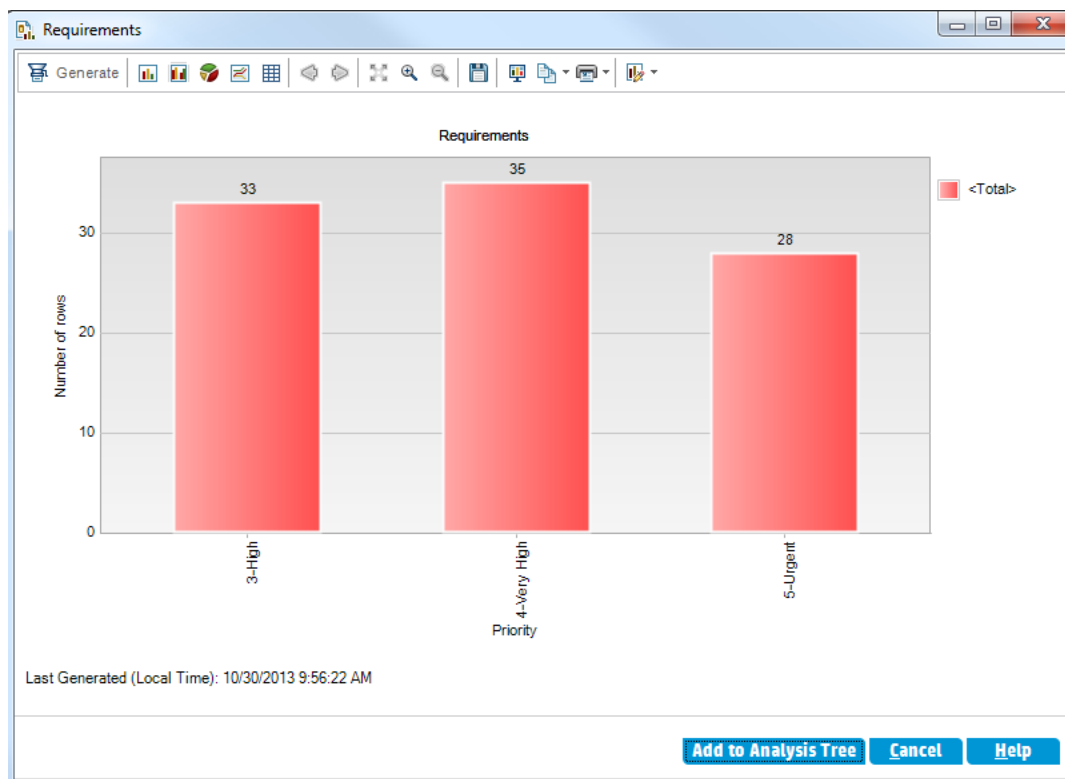 Requirements
Generate
Requirements
33
35
28
<Total>
30
20
10
0
Number of rows
3-High
4-Very High
5-Urgent
Priority
Last Generated (Local Time): 10/30/2013 9:56:22 AM
Add to Analysis Tree
Cancel
Help